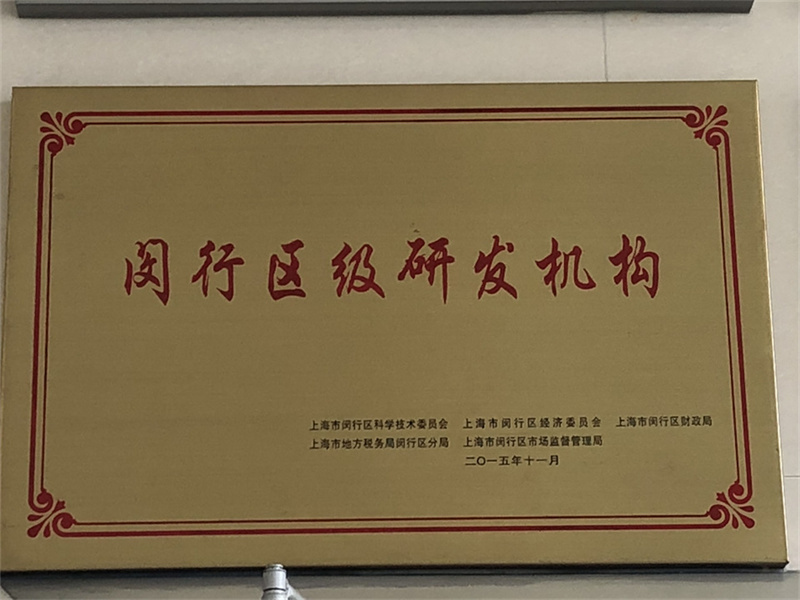 闵行区级研发机构
上海市闵行区科学技术委员会 上海市闵行区经济委员会 上海市闵行区财政局
上海市地方税务局闵行区分局 上海市闵行区市场监督管理局
二〇一五年十一月